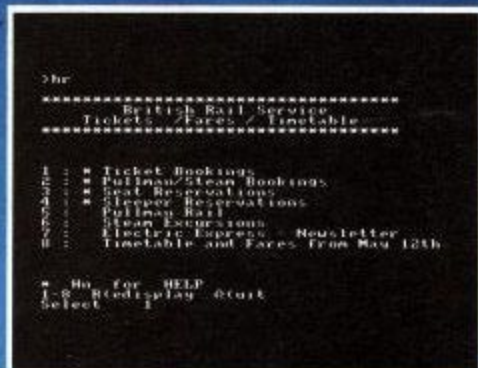 >br
****************************************
British Rail Service
Tickets /Fares / Timetable
****************************************
1 : * Ticket Bookings
2 : * Pullman/Steam Bookings
3 : * Seat Reservations
4 : * Sleeper Reservations
5 : Pullman Rail
6 : Steam Excursions
7 : Electric Express - Newsletter
8 : Timetable and Fares from May 12th
for HELP
1-8 R(edisplay Q(uit
Select 1